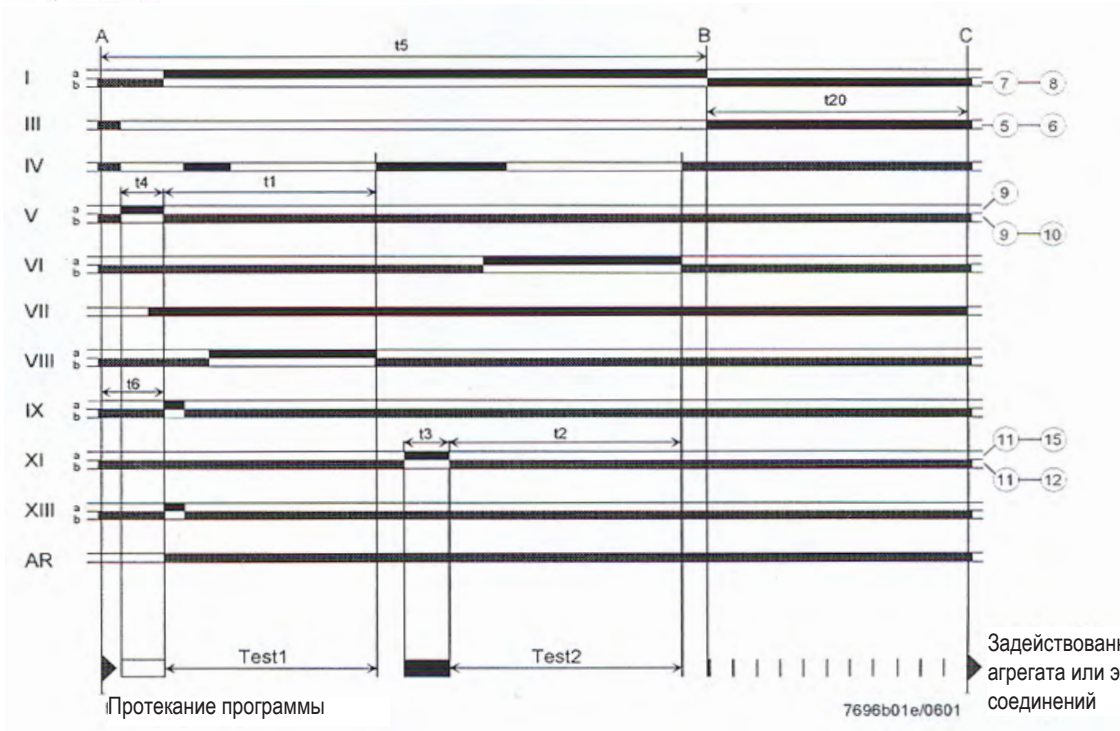 A B C
t5
I a b 7 8
t20
III 5 6
IV
t4 t1
V a b 9
9 10
VI a b
VII
VIII a b
t6
IX a b
t3 t2
XI a b 11 15
11 12
XIII a b
AR
Test1 Test2
Задействован
агрегата или э
соединений
Протекание программы
7696b01e/0601